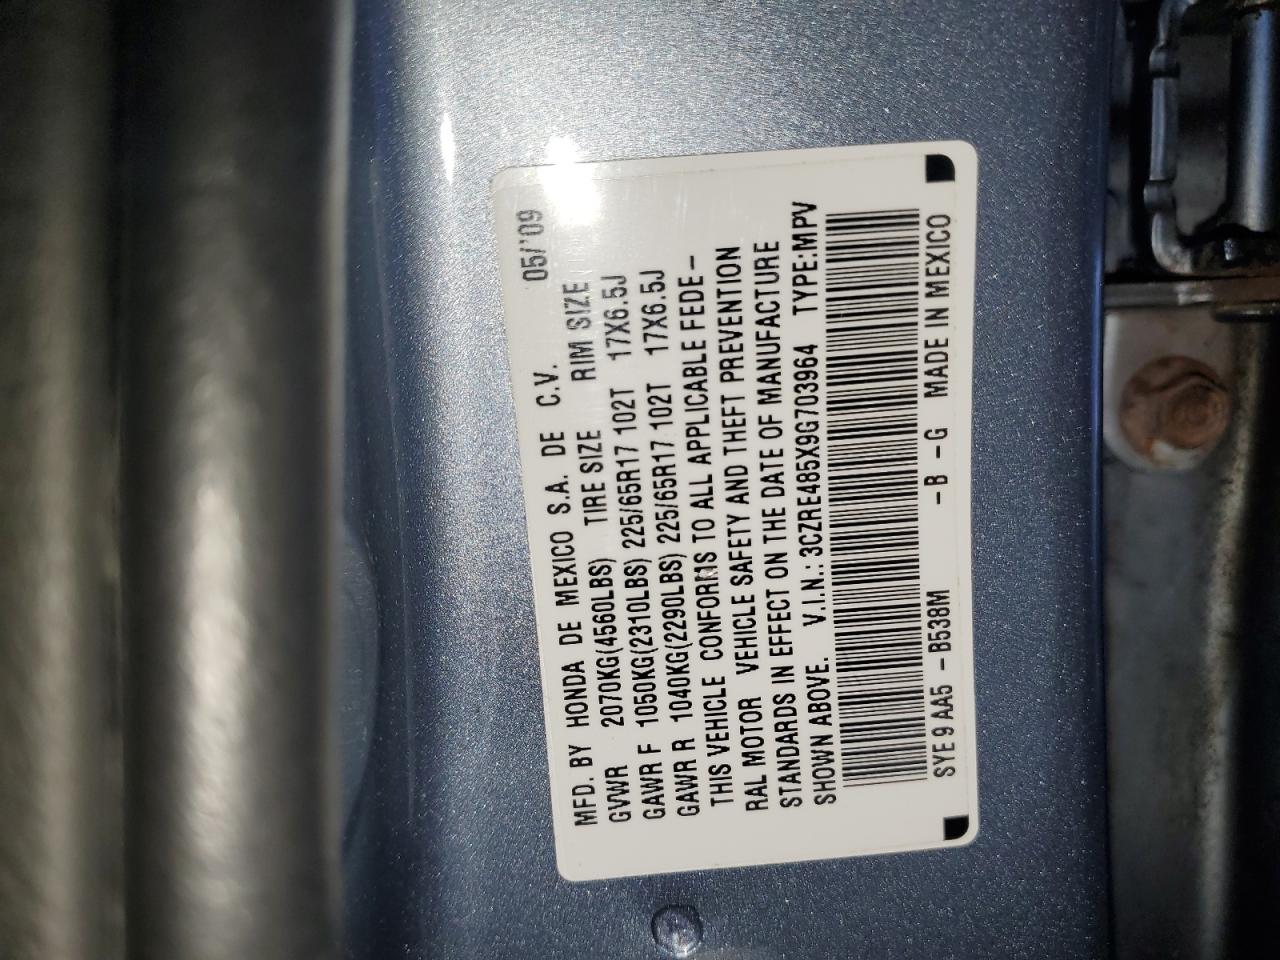 MFD. BY HONDA DE MEXICO S.A. DE C.V. 05/'09
GVWR 2070KG(4560LBS) TIRE SIZE RIM SIZE
GAWR F 1050KG(2310LBS) 225/65R17 102T 17X6.5J
GAWR R 1040KG(2290LBS) 225/65R17 102T 17X6.5J
THIS VEHICLE CONFORMS TO ALL APPLICABLE FEDE-
RAL MOTOR VEHICLE SAFETY AND THEFT PREVENTION
STANDARDS IN EFFECT ON THE DATE OF MANUFACTURE
SHOWN ABOVE. V.I.N.: 3CZRE485X9G703964 TYPE:MPV
SYE9AA5 -B538M -B -G MADE IN MEXICO